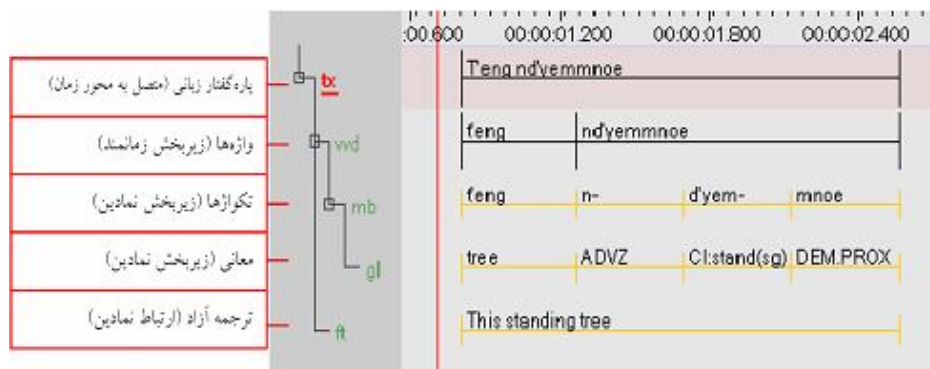 :00.600 00:00:01.200 00:00:01.800 00:00:02.400
پاره‌گفتار زبانی (متصل به محور زمان) tx T'eng nd'yemmnoe
واژه‌ها (زیربخش زمانمند) wd t'eng nd'yemmnoe
تکواژها (زیربخش نمادین) mb t'eng n- d'yem- mnoe
معانی (زیربخش نمادین) gl tree ADVZ Cl:stand(sg) DEM.PROX
ترجمه آزاد (ارتباط نمادین) ft This standing tree